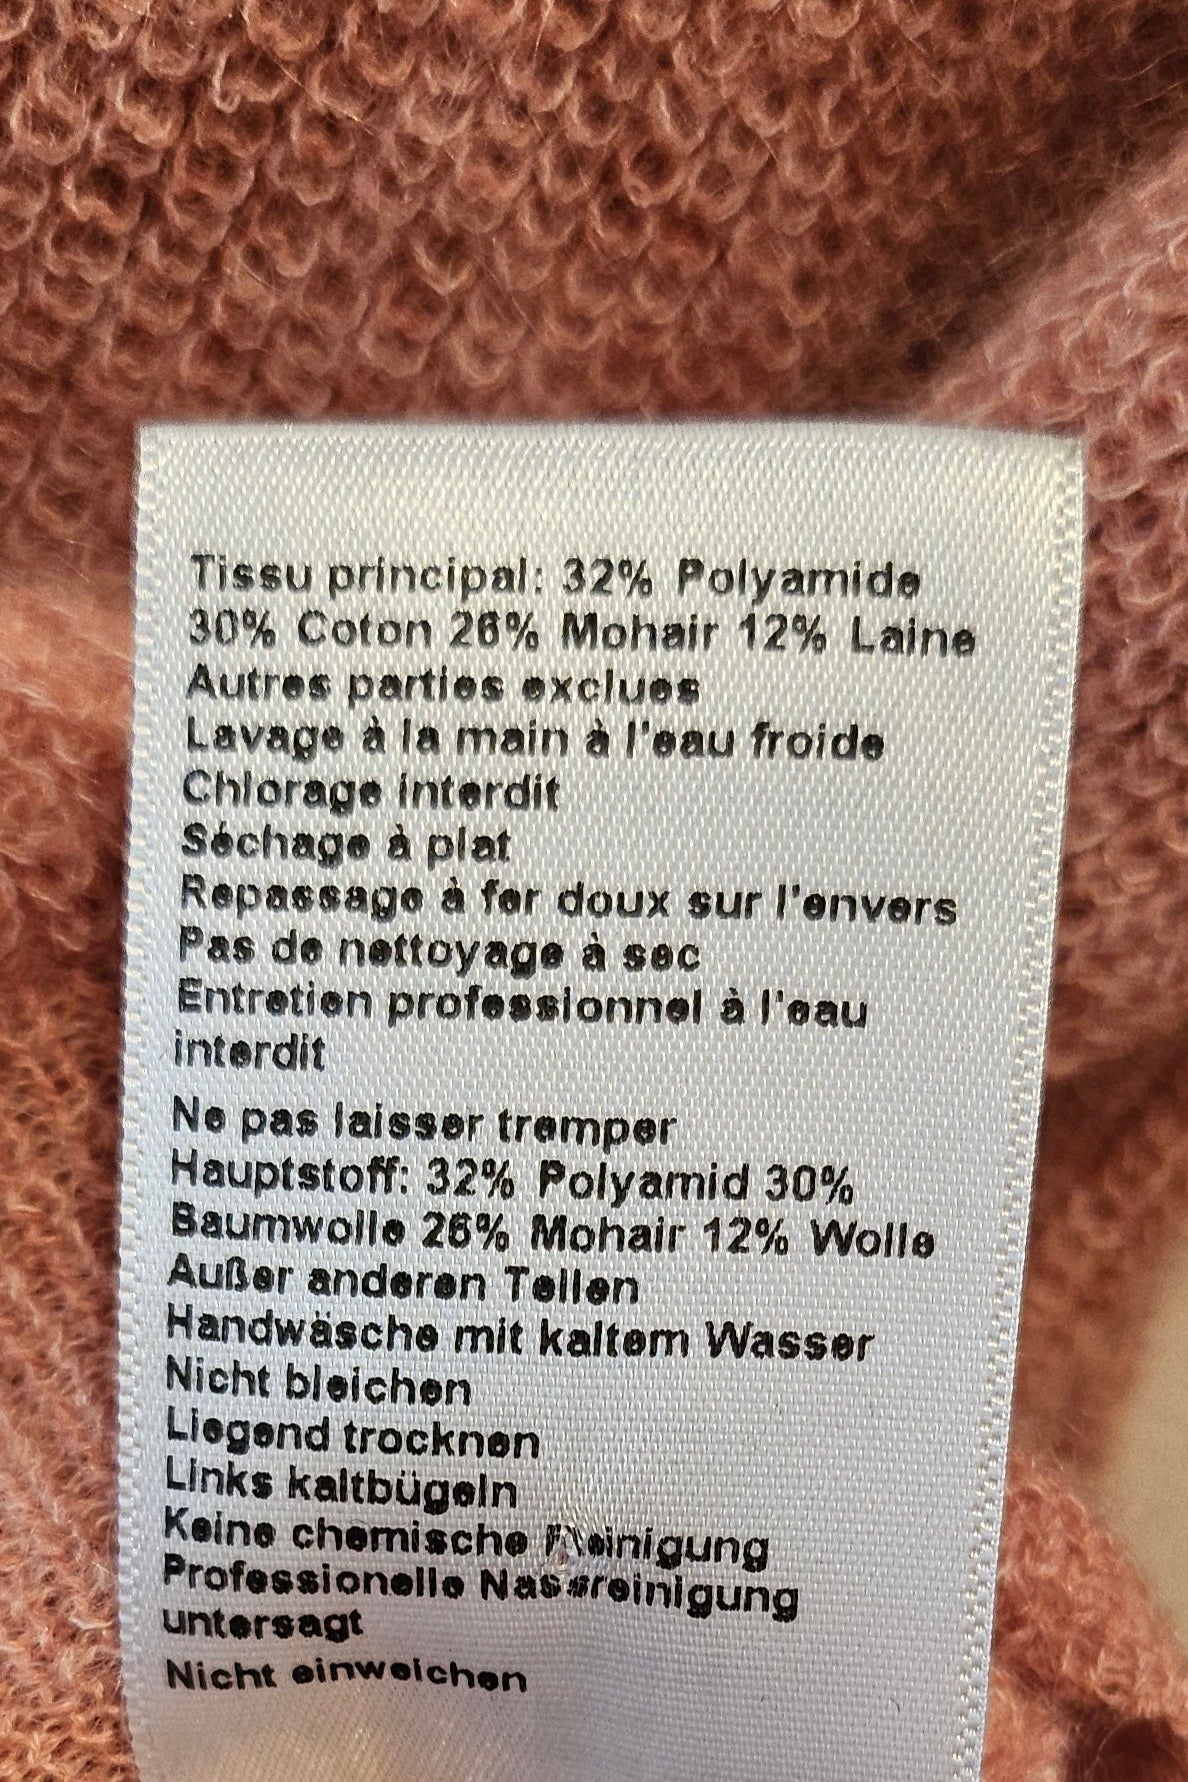 Tissu principal: 32% Polyamide
30% Coton 26% Mohair 12% Laine
Autres parties exclues
Lavage à la main à l'eau froide
Chlorage interdit
Séchage à plat
Repassage à fer doux sur l'envers
Pas de nettoyage à sec
Entretien professionnel à l'eau
interdit
Ne pas laisser tremper
Hauptstoff: 32% Polyamid 30%
Baumwolle 26% Mohair 12% Wolle
Außer anderen Teilen
Handwäsche mit kaltem Wasser
Nicht bleichen
Liegend trocknen
Links kaltbügeln
Keine chemische Reinigung
Professionelle Nassreinigung
untersagt
Nicht einweichen